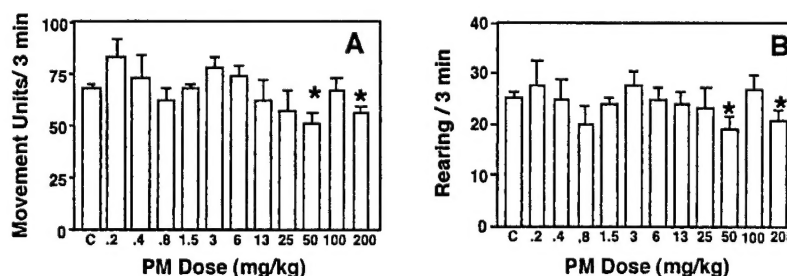 A
Movement Units/ 3 min
100
75
50
25
0
* *
C .2 .4 .8 1.5 3 6 13 25 50 100 200
PM Dose (mg/kg)
B
Rearing / 3 min
40
30
20
10
0
* *
C .2 .4 .8 1.5 3 6 13 25 50 100
PM Dose (mg/kg)